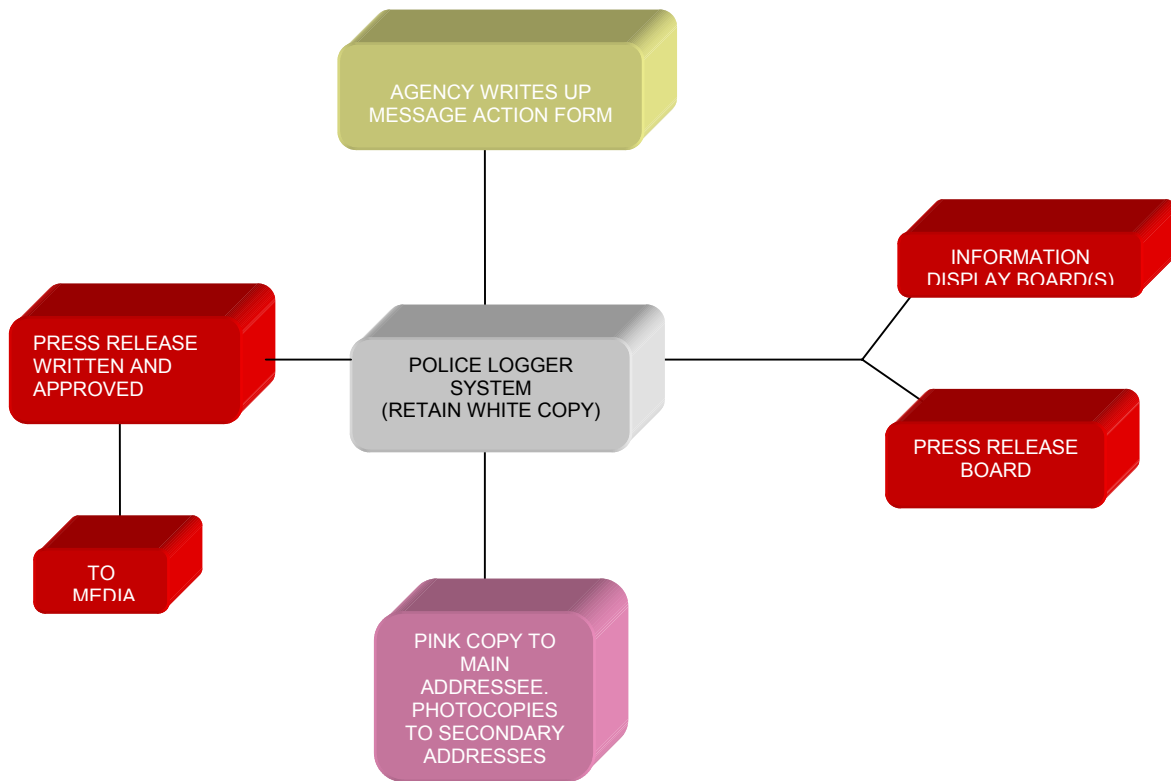 AGENCY WRITES UP
MESSAGE ACTION FORM
INFORMATION
DISPLAY BOARD(S)
PRESS RELEASE
WRITTEN AND
APPROVED
POLICE LOGGER
SYSTEM
(RETAIN WHITE COPY)
PRESS RELEASE
BOARD
TO
MEDIA
PINK COPY TO
MAIN
ADDRESSEE.
PHOTOCOPIES
TO SECONDARY
ADDRESSES